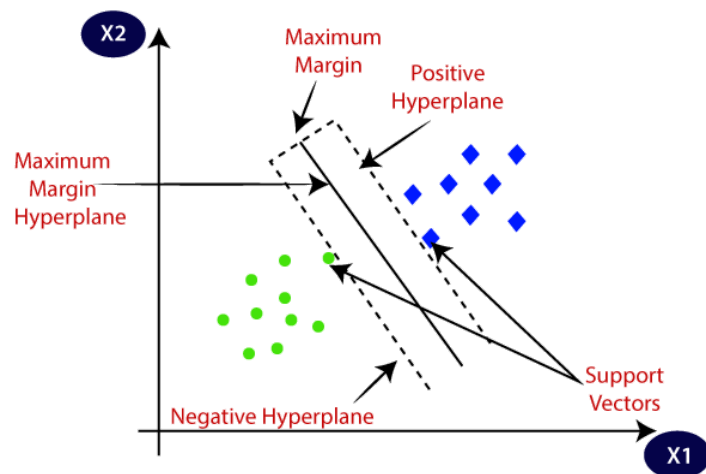 X2
Maximum
Margin
Positive
Hyperplane
Maximum
Margin
Hyperplane
Support
Vectors
Negative Hyperplane
X1